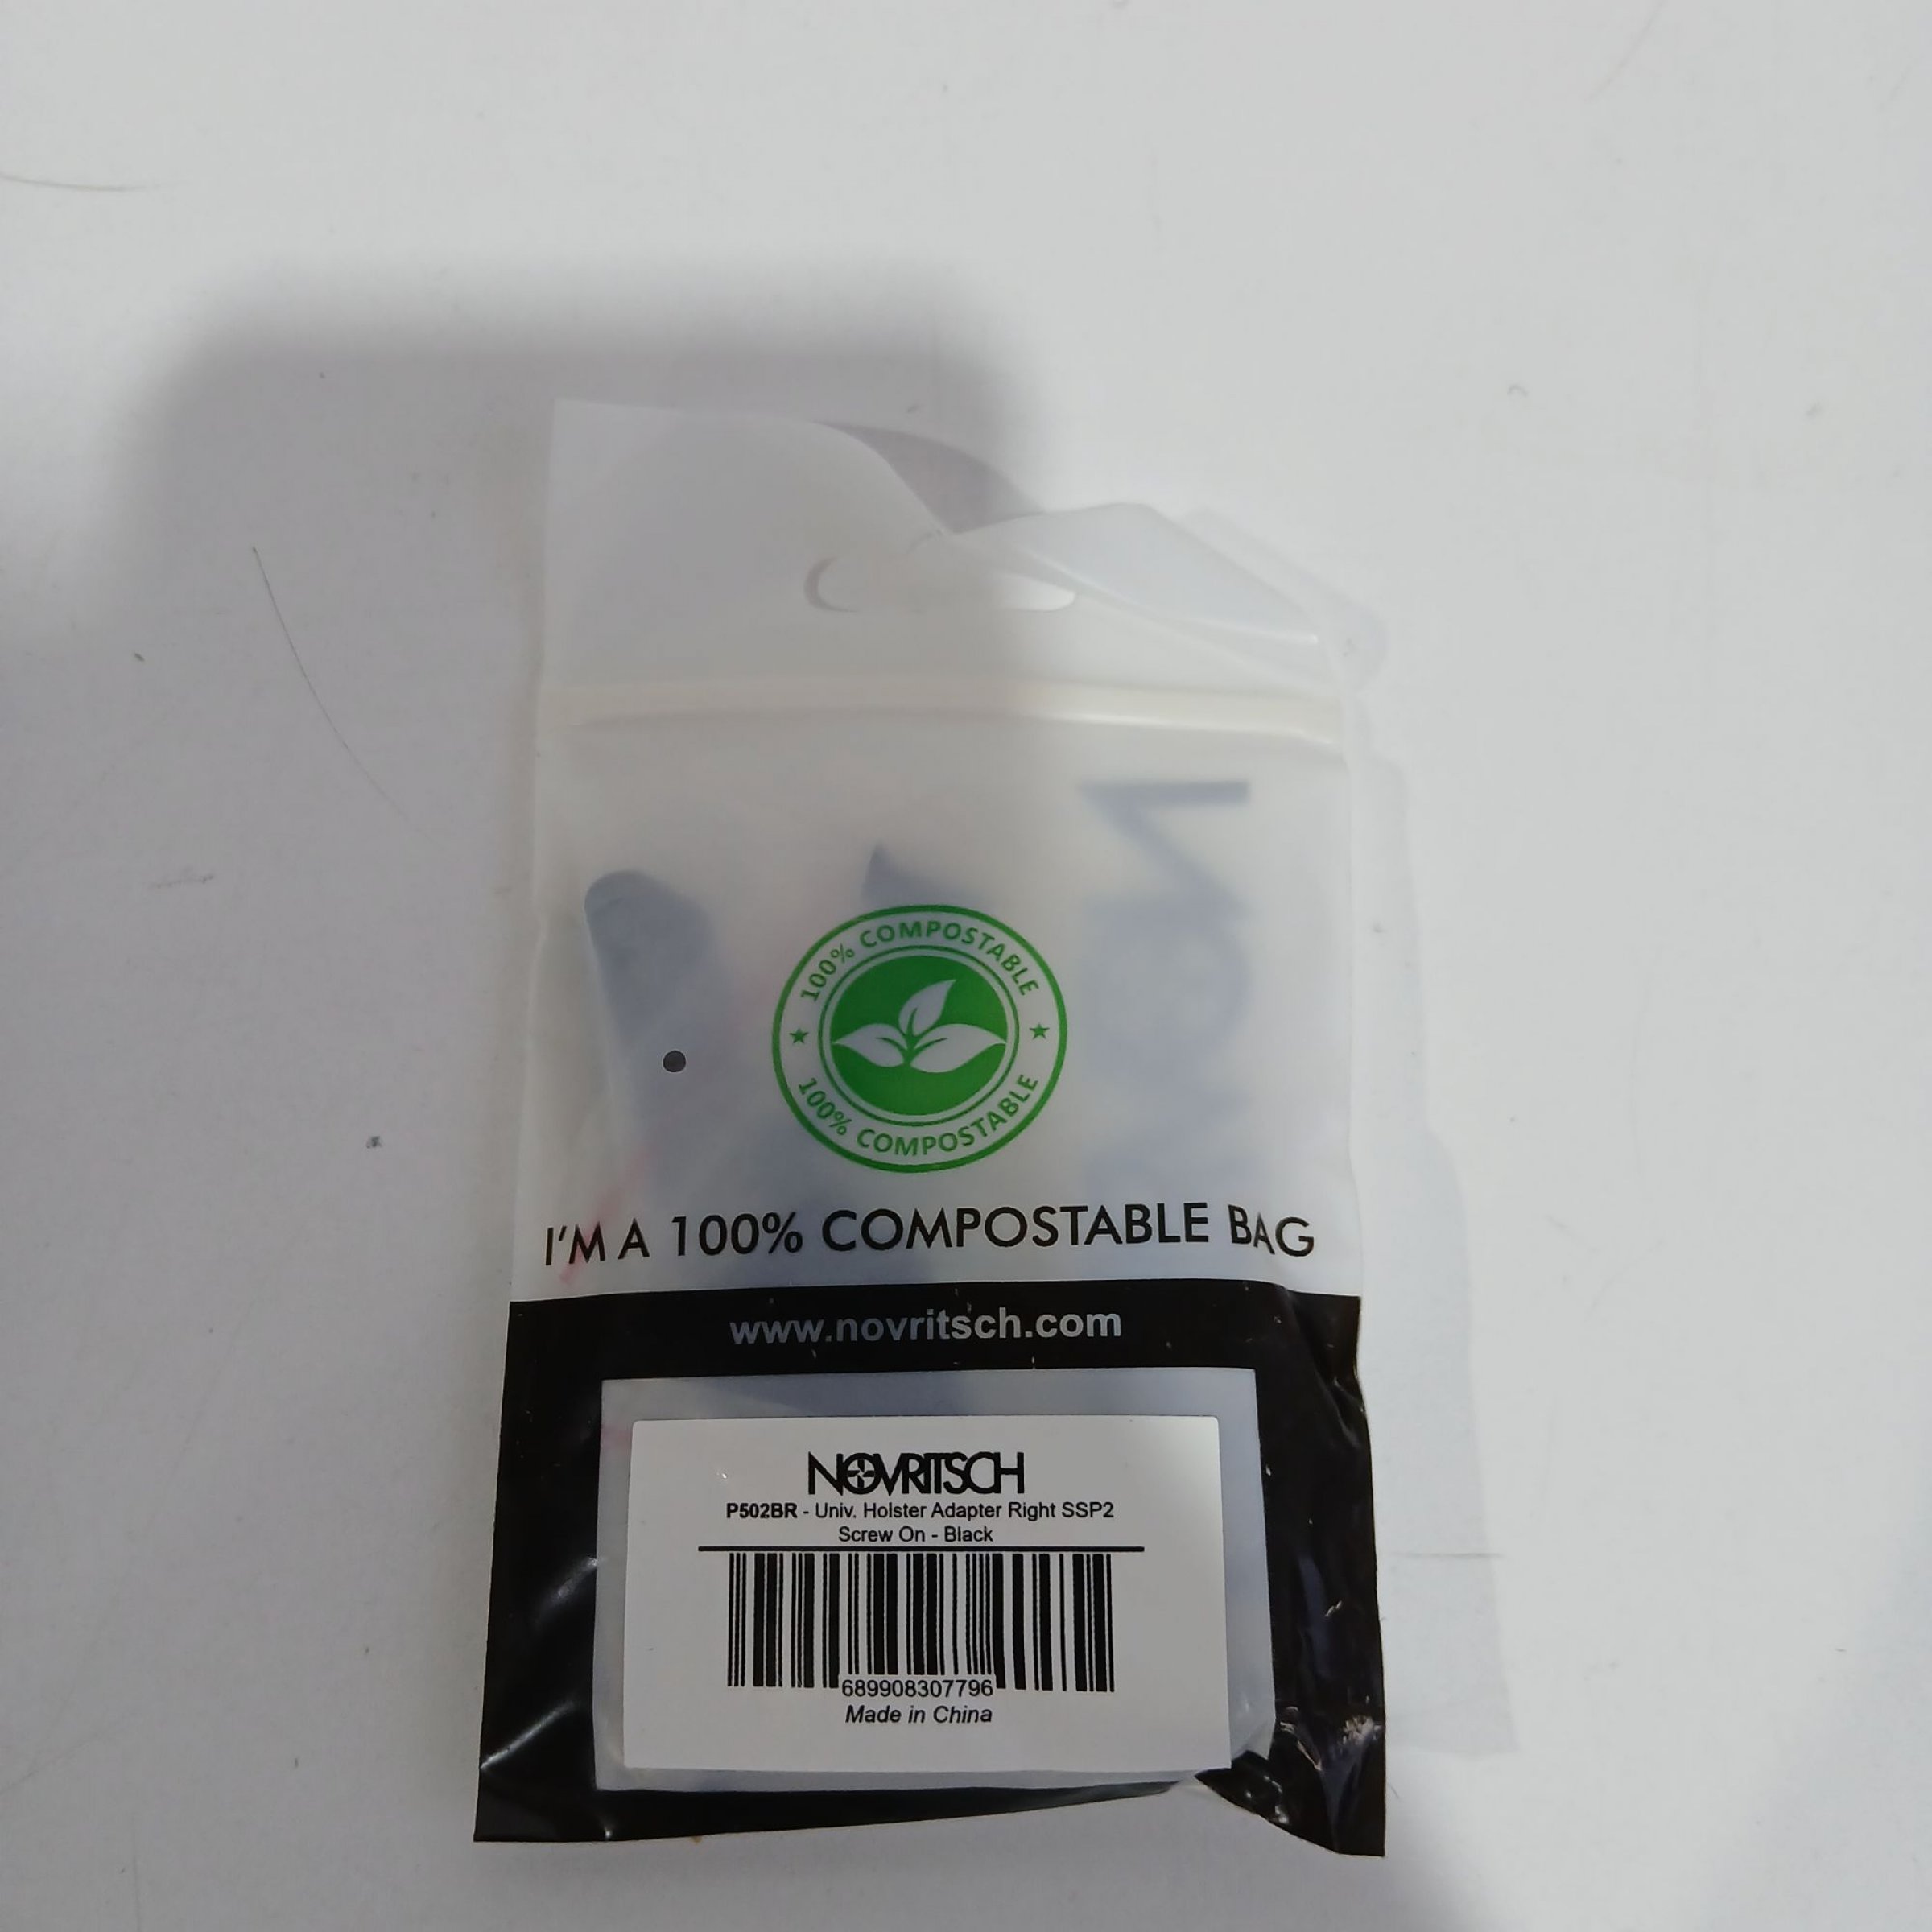 100% COMPOSTABLE
100% COMPOSTABLE
I'M A 100% COMPOSTABLE BAG
www.novritsch.com
NOVRITSCH
P502BR - Univ. Holster Adapter Right SSP2
Screw On - Black
689908307796
Made in China